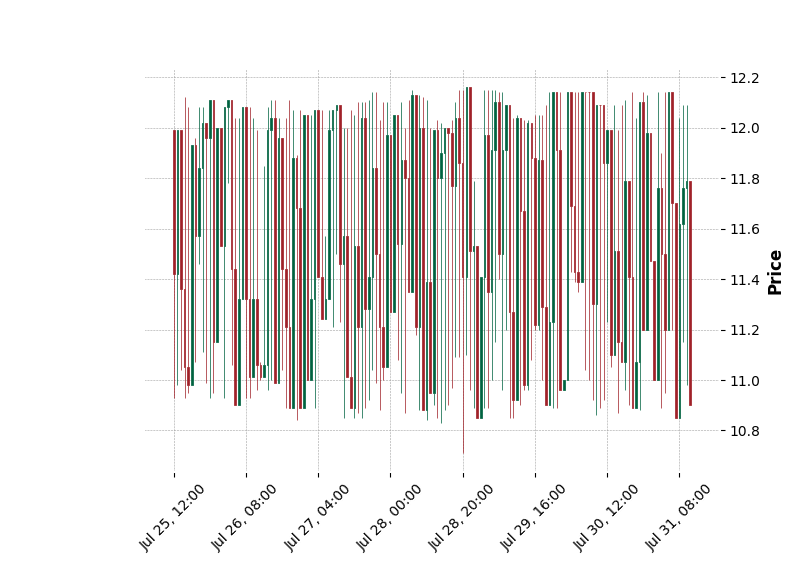 12.2
12.0
11.8
11.6
11.4
11.2
11.0
10.8
Price
Jul 25, 12:00
Jul 26, 08:00
Jul 27, 04:00
Jul 28, 00:00
Jul 28, 20:00
Jul 29, 16:00
Jul 30, 12:00
Jul 31, 08:00